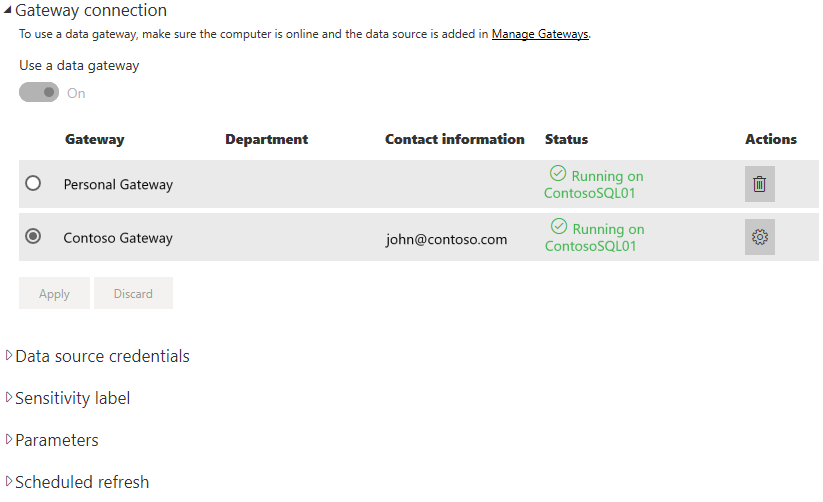 Gateway connection
To use a data gateway, make sure the computer is online and the data source is added in Manage Gateways.
Use a data gateway
On
Gateway Department Contact information Status Actions
Personal Gateway Running on
ContosoSQL01
Contoso Gateway john@contoso.com Running on
ContosoSQL01
Apply Discard
Data source credentials
Sensitivity label
Parameters
Scheduled refresh